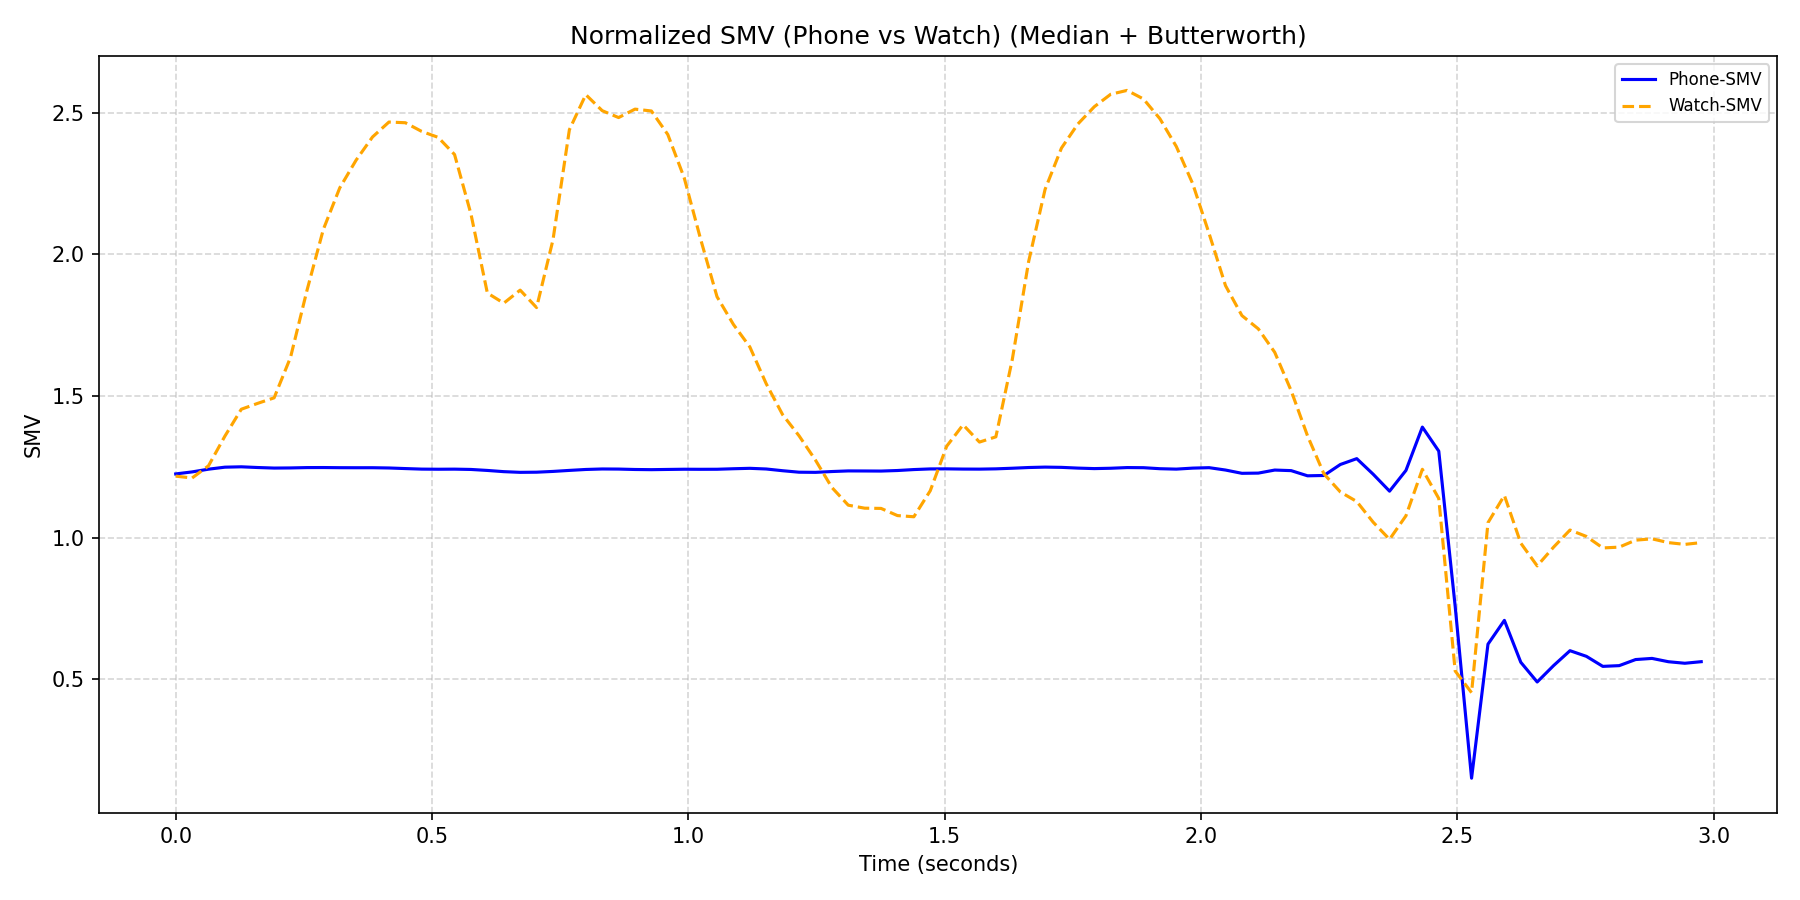 Normalized SMV (Phone vs Watch) (Median + Butterworth)
Phone-SMV
Watch-SMV
2.5
2.0
1.5
1.0
0.5
SMV
0.0 0.5 1.0 1.5 2.0 2.5 3.0
Time (seconds)